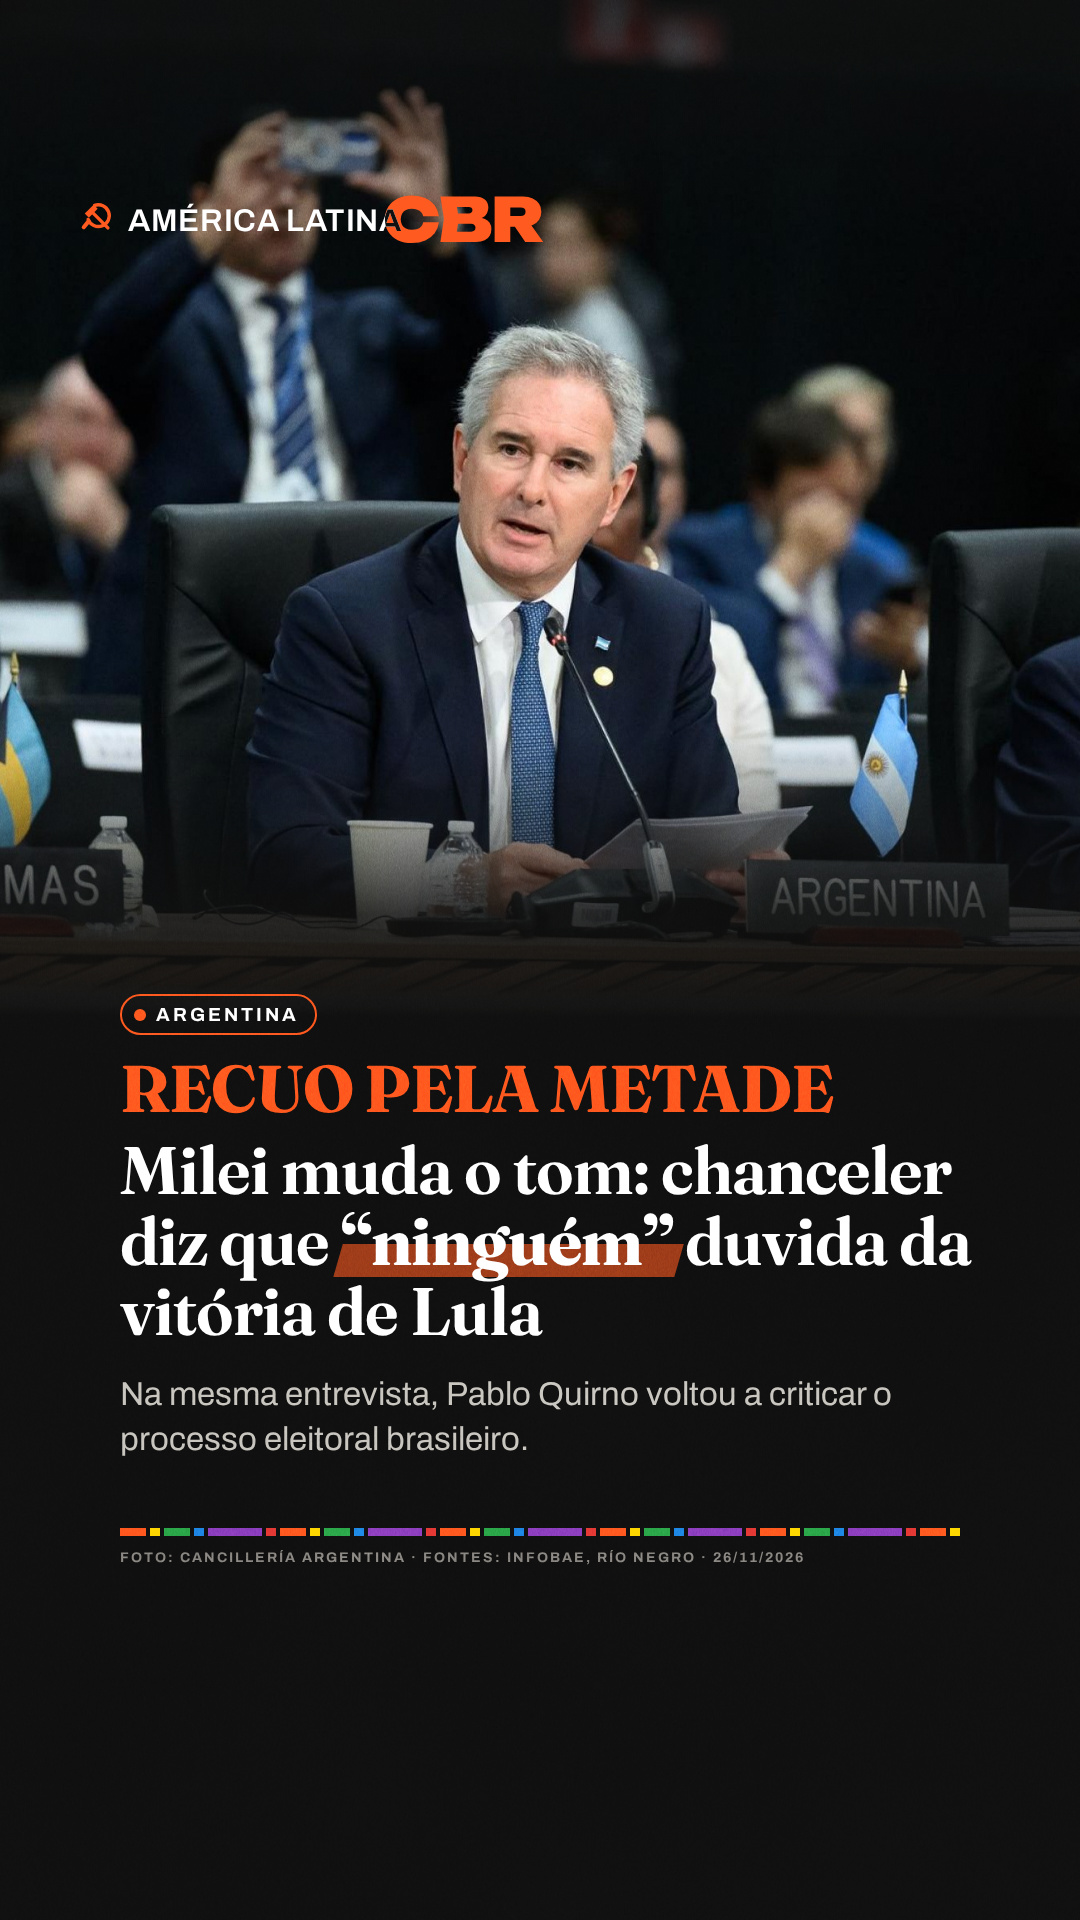 AMÉRICA LATINA
CBR
MAS
ARGENTINA
ARGENTINA
RECUO PELA METADE
Milei muda o tom: chanceler
diz que “ninguém” duvida da
vitória de Lula
Na mesma entrevista, Pablo Quirno voltou a criticar o
processo eleitoral brasileiro.
FOTO: CANCILLERÍA ARGENTINA · FONTES: INFOBAE, RÍO NEGRO · 26/11/2026